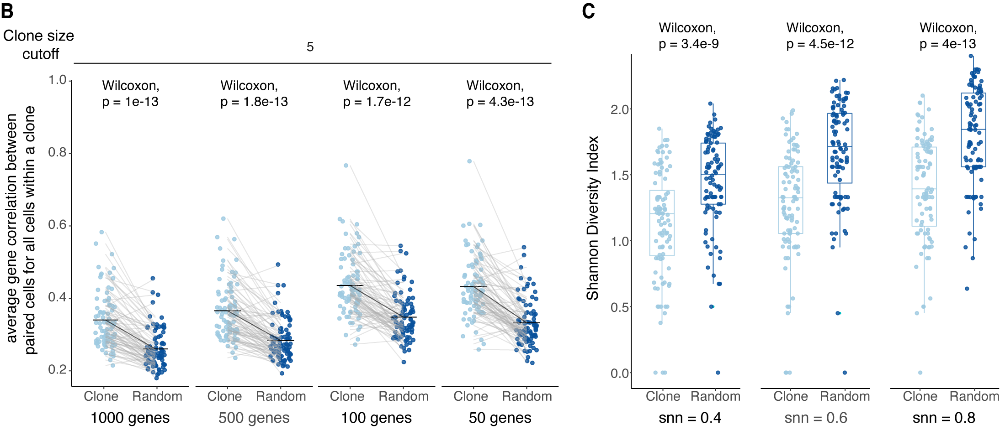 B
Clone size
cutoff
5
1.0
0.8
0.6
0.4
0.2
average gene correlation between
paired cells for all cells within a clone
Wilcoxon,
p = 1e-13
Wilcoxon,
p = 1.8e-13
Wilcoxon,
p = 1.7e-12
Wilcoxon,
p = 4.3e-13
Clone Random
Clone Random
Clone Random
Clone Random
1000 genes
500 genes
100 genes
50 genes
C
Wilcoxon,
p = 3.4e-9
Wilcoxon,
p = 4.5e-12
Wilcoxon,
p = 4e-13
Shannon Diversity Index
2.0
1.5
1.0
0.5
0.0
Clone Random
Clone Random
Clone Random
snn = 0.4
snn = 0.6
snn = 0.8